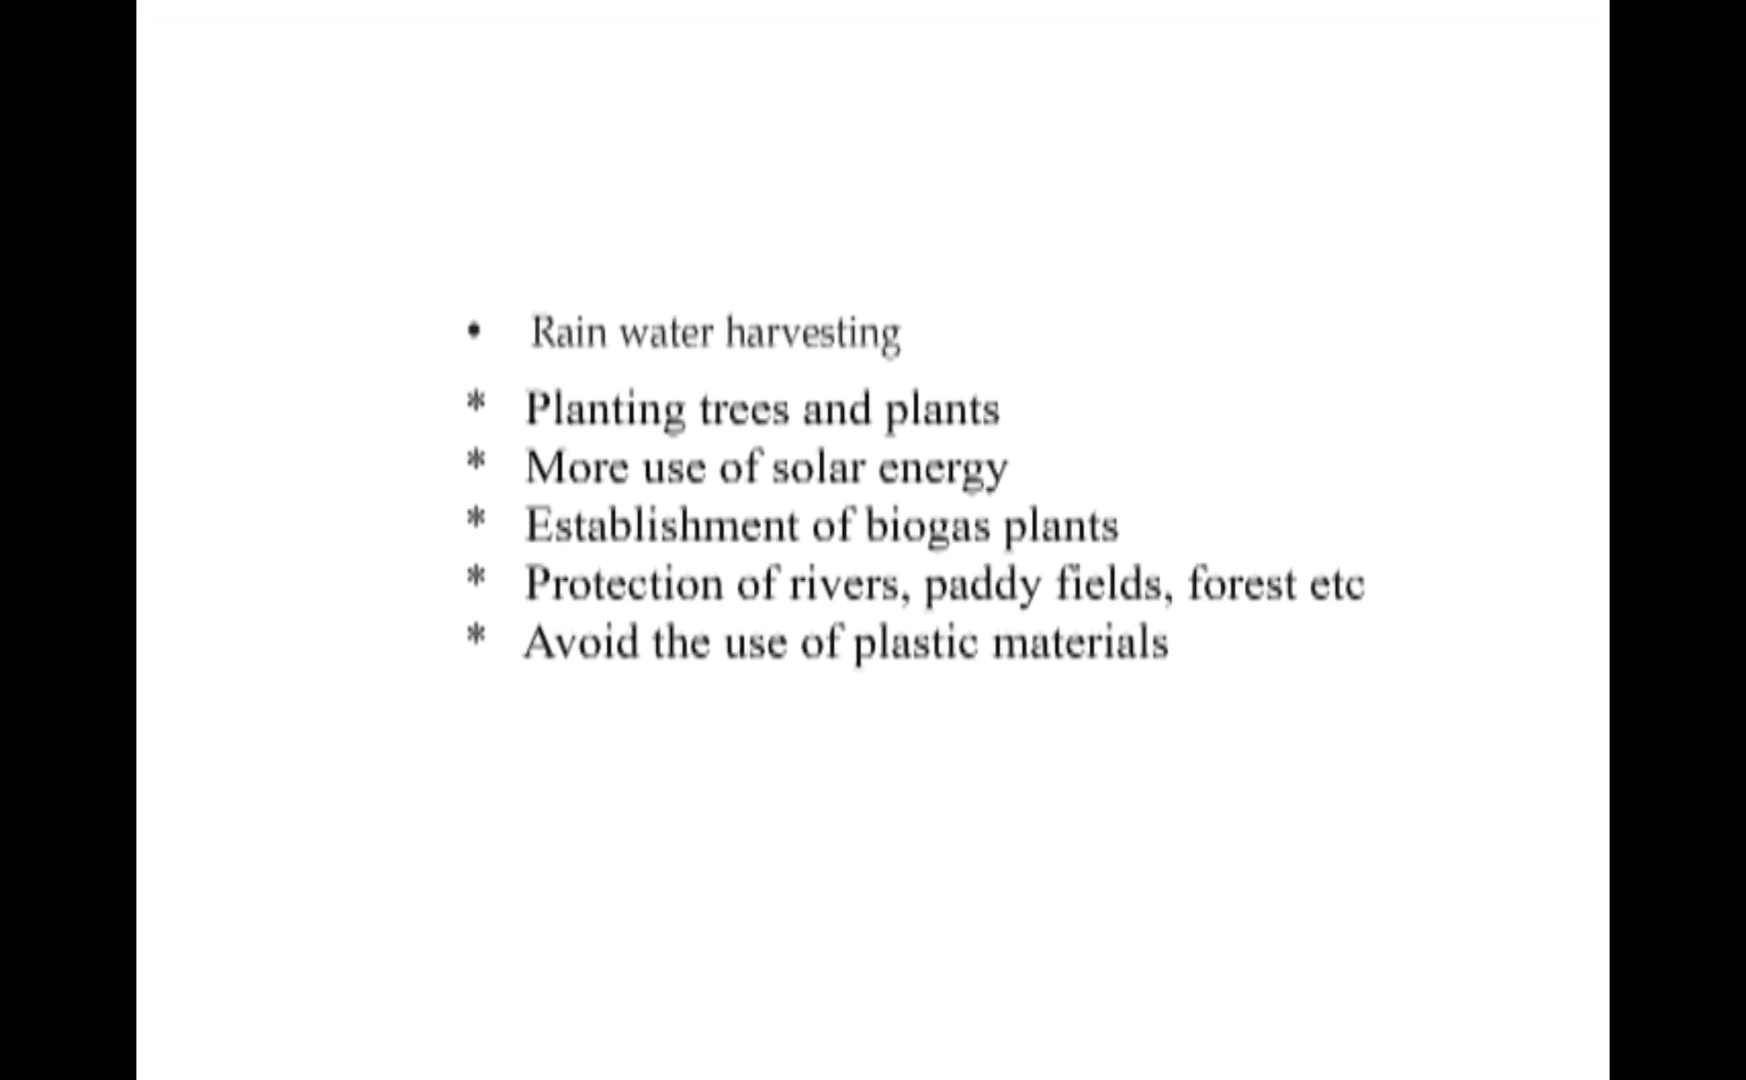 • Rain water harvesting
* Planting trees and plants
* More use of solar energy
* Establishment of biogas plants
* Protection of rivers, paddy fields, forest etc
* Avoid the use of plastic materials